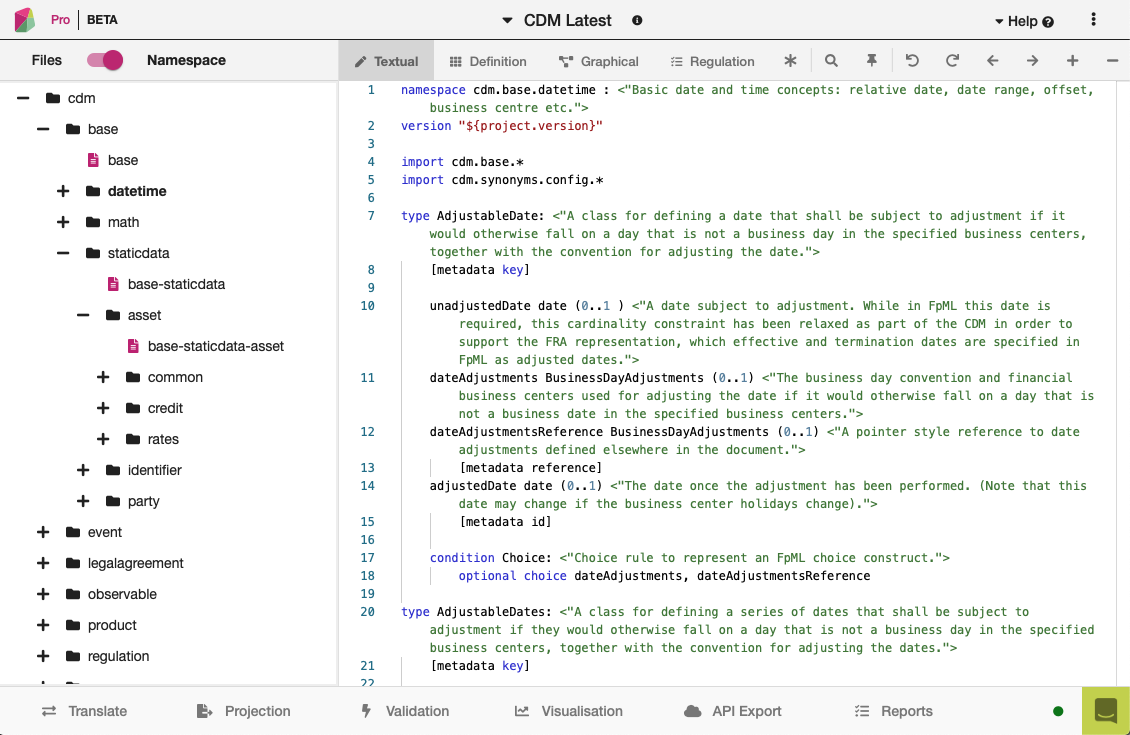 Pro BETA
CDM Latest
Help
Files Namespace
Textual Definition Graphical Regulation
cdm
base
base
datetime
math
staticdata
base-staticdata
asset
base-staticdata-asset
common
credit
rates
identifier
party
event
legalagreement
observable
product
regulation
1 namespace cdm.base.datetime : <"Basic date and time concepts: relative date, date range, offset,
business centre etc.">
2 version "${project.version}"
3
4 import cdm.base.*
5 import cdm.synonyms.config.*
6
7 type AdjustableDate: <"A class for defining a date that shall be subject to adjustment if it
would otherwise fall on a day that is not a business day in the specified business centers,
together with the convention for adjusting the date.">
8 [metadata key]
9
10 unadjustedDate date (0..1 ) <"A date subject to adjustment. While in FpML this date is
required, this cardinality constraint has been relaxed as part of the CDM in order to
support the FRA representation, which effective and termination dates are specified in
FpML as adjusted dates.">
11 dateAdjustments BusinessDayAdjustments (0..1) <"The business day convention and financial
business centers used for adjusting the date if it would otherwise fall on a day that is
not a business date in the specified business centers.">
12 dateAdjustmentsReference BusinessDayAdjustments (0..1) <"A pointer style reference to date
adjustments defined elsewhere in the document.">
13 [metadata reference]
14 adjustedDate date (0..1) <"The date once the adjustment has been performed. (Note that this
date may change if the business center holidays change).">
15 [metadata id]
16
17 condition Choice: <"Choice rule to represent an FpML choice construct.">
18 optional choice dateAdjustments, dateAdjustmentsReference
19
20 type AdjustableDates: <"A class for defining a series of dates that shall be subject to
adjustment if they would otherwise fall on a day that is not a business day in the specified
business centers, together with the convention for adjusting the dates.">
21 [metadata key]
22
Translate Projection Validation Visualisation API Export Reports